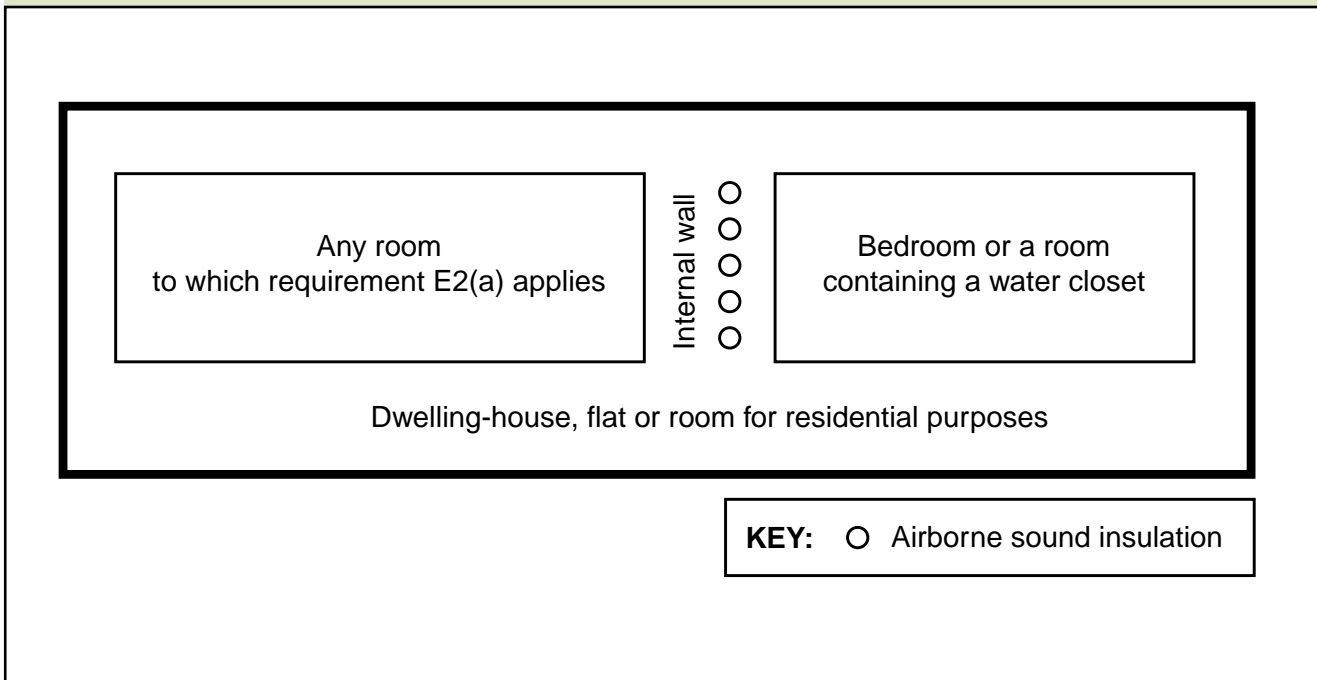 Any room
to which requirement E2(a) applies
Internal wall
Bedroom or a room
containing a water closet
Dwelling-house, flat or room for residential purposes
KEY: Airborne sound insulation